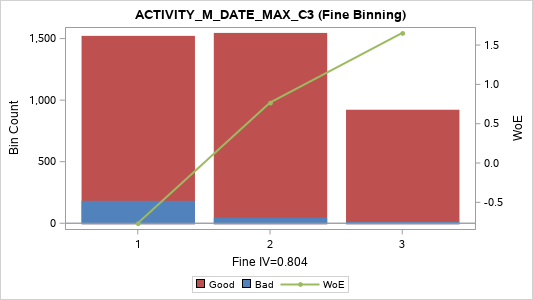 ACTIVITY_M_DATE_MAX_C3 (Fine Binning)
1,500
1,000
500
0
Bin Count
1.5
1.0
0.5
0.0
-0.5
WoE
1 2 3
Fine IV=0.804
Good Bad WoE